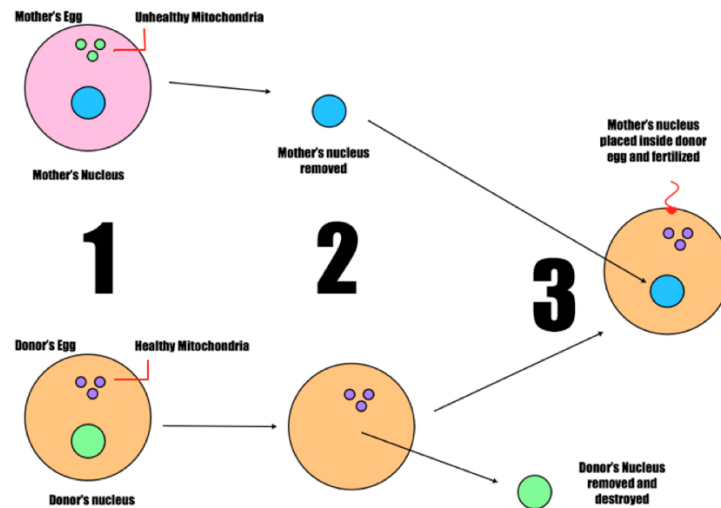 Mother's Egg
Unhealthy Mitochondria
Mother's Nucleus
Mother's nucleus
removed
Mother's nucleus
placed inside donor
egg and fertilized
1
2
3
Donor's Egg
Healthy Mitochondria
Donor's nucleus
Donor's Nucleus
removed and
destroyed